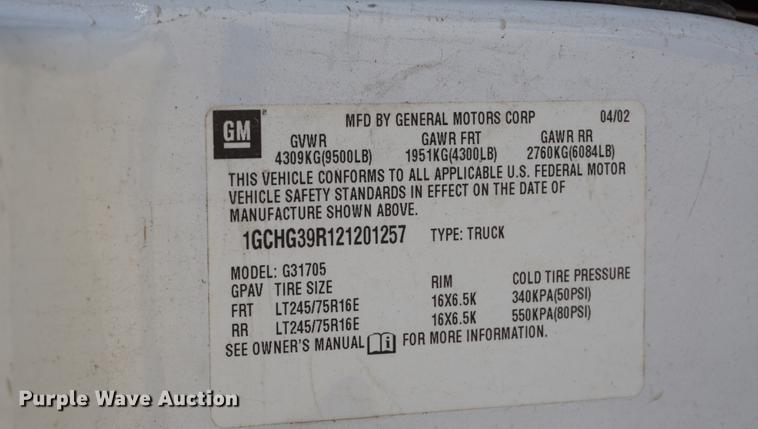 GM
MFD BY GENERAL MOTORS CORP 04/02
GVWR GAWR FRT GAWR RR
4309KG(9500LB) 1951KG(4300LB) 2760KG(6084LB)
THIS VEHICLE CONFORMS TO ALL APPLICABLE U.S. FEDERAL MOTOR
VEHICLE SAFETY STANDARDS IN EFFECT ON THE DATE OF
MANUFACTURE SHOWN ABOVE.
1GCHG39R121201257 TYPE: TRUCK
MODEL: G31705
GPAV TIRE SIZE RIM COLD TIRE PRESSURE
FRT LT245/75R16E 16X6.5K 340KPA(50PSI)
RR LT245/75R16E 16X6.5K 550KPA(80PSI)
SEE OWNER'S MANUAL i FOR MORE INFORMATION.
Purple Wave Auction